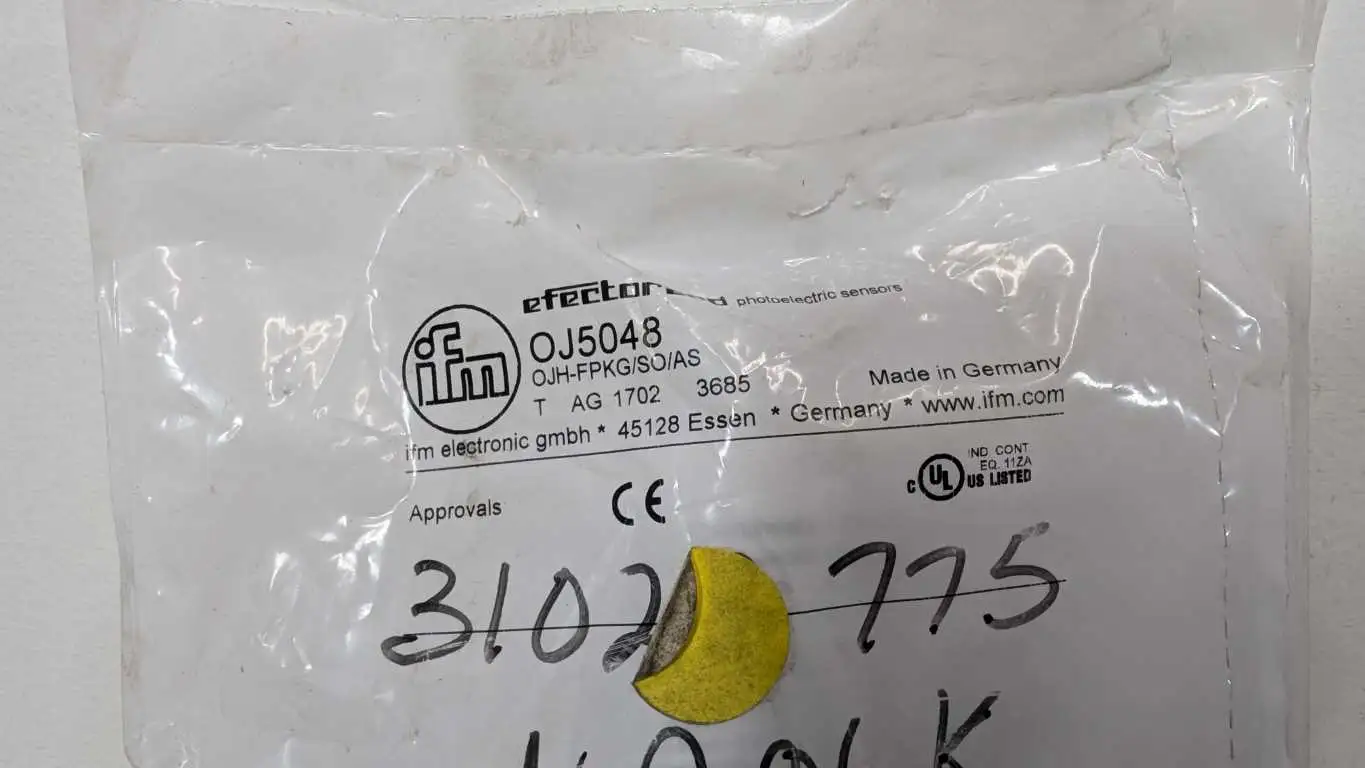 efector
photoelectric sensors
ifm
OJ5048
OJH-FPKG/SO/AS
T AG 1702 3685
Made in Germany
ifm electronic gmbh * 45128 Essen * Germany * www.ifm.com
Approvals
CE
c UL US LISTED
IND CONT
EQ. 11ZA
3102 775